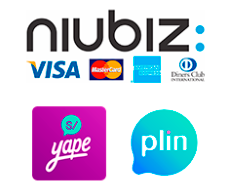 niubiz:
VISA MasterCard AMERICAN EXPRESS Diners Club
INTERNATIONAL
S/
yape plin